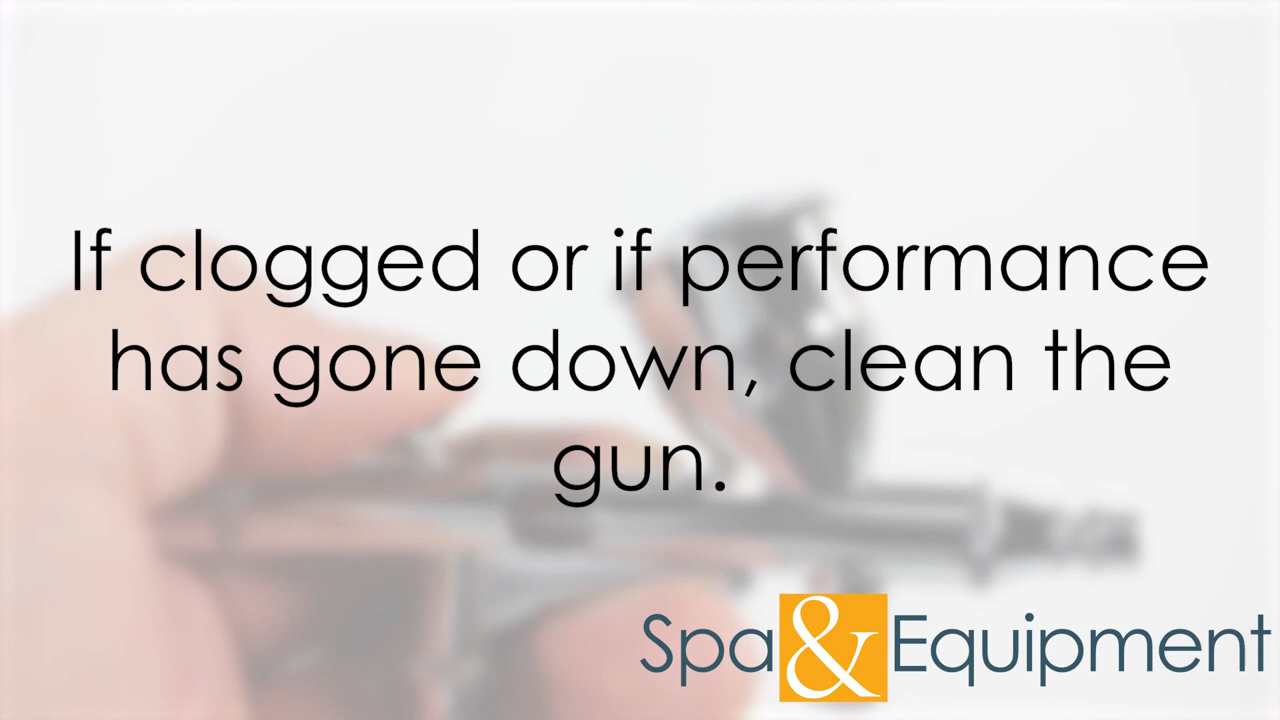 If clogged or if performance
has gone down, clean the
gun.
Spa&Equipment